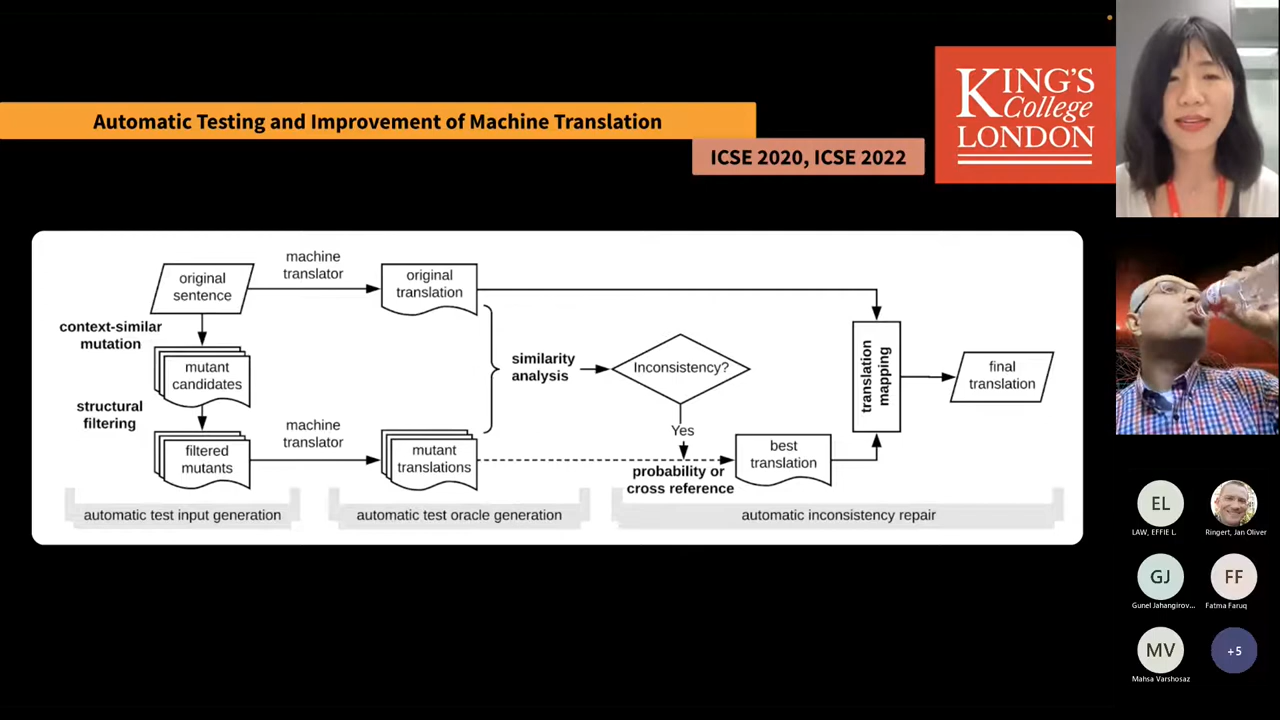 Automatic Testing and Improvement of Machine Translation
ICSE 2020, ICSE 2022
KING'S
College
LONDON
original
sentence
machine
translator
original
translation
context-similar
mutation
mutant
candidates
structural
filtering
filtered
mutants
machine
translator
mutant
translations
similarity
analysis
Inconsistency?
Yes
probability or
cross reference
best
translation
translation
mapping
final
translation
automatic test input generation
automatic test oracle generation
automatic inconsistency repair
EL
LAW, EFFIE L.
Ringert, Jan Oliver
GJ
Gunel Jahangirov...
FF
Fatma Faruq
MV
Mahsa Varshosaz
+5